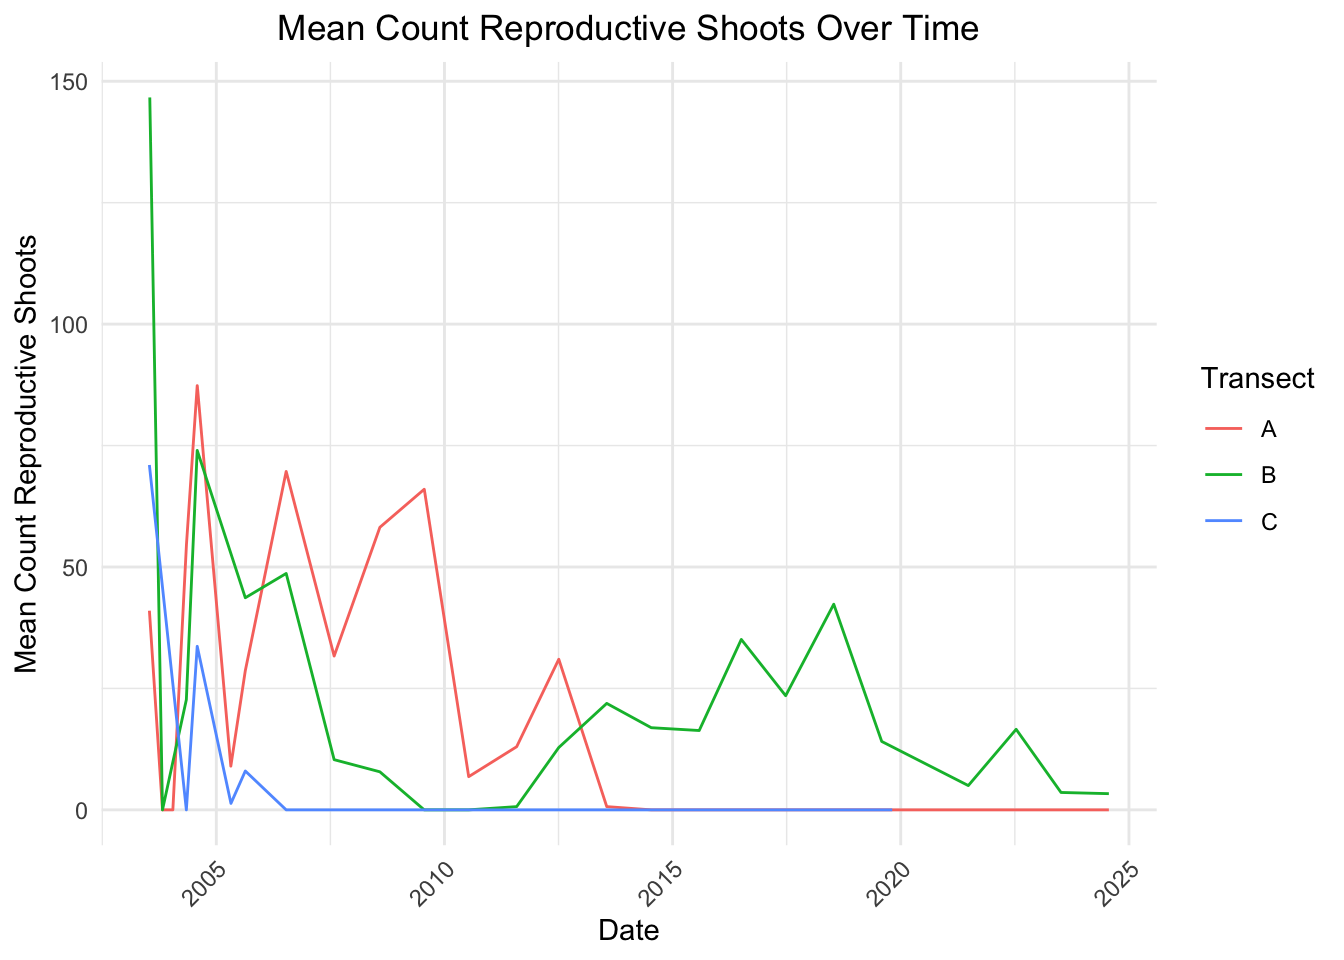 Mean Count Reproductive Shoots Over Time
Mean Count Reproductive Shoots
150
100
50
0
2005
2010
2015
2020
2025
Date
Transect
A
B
C